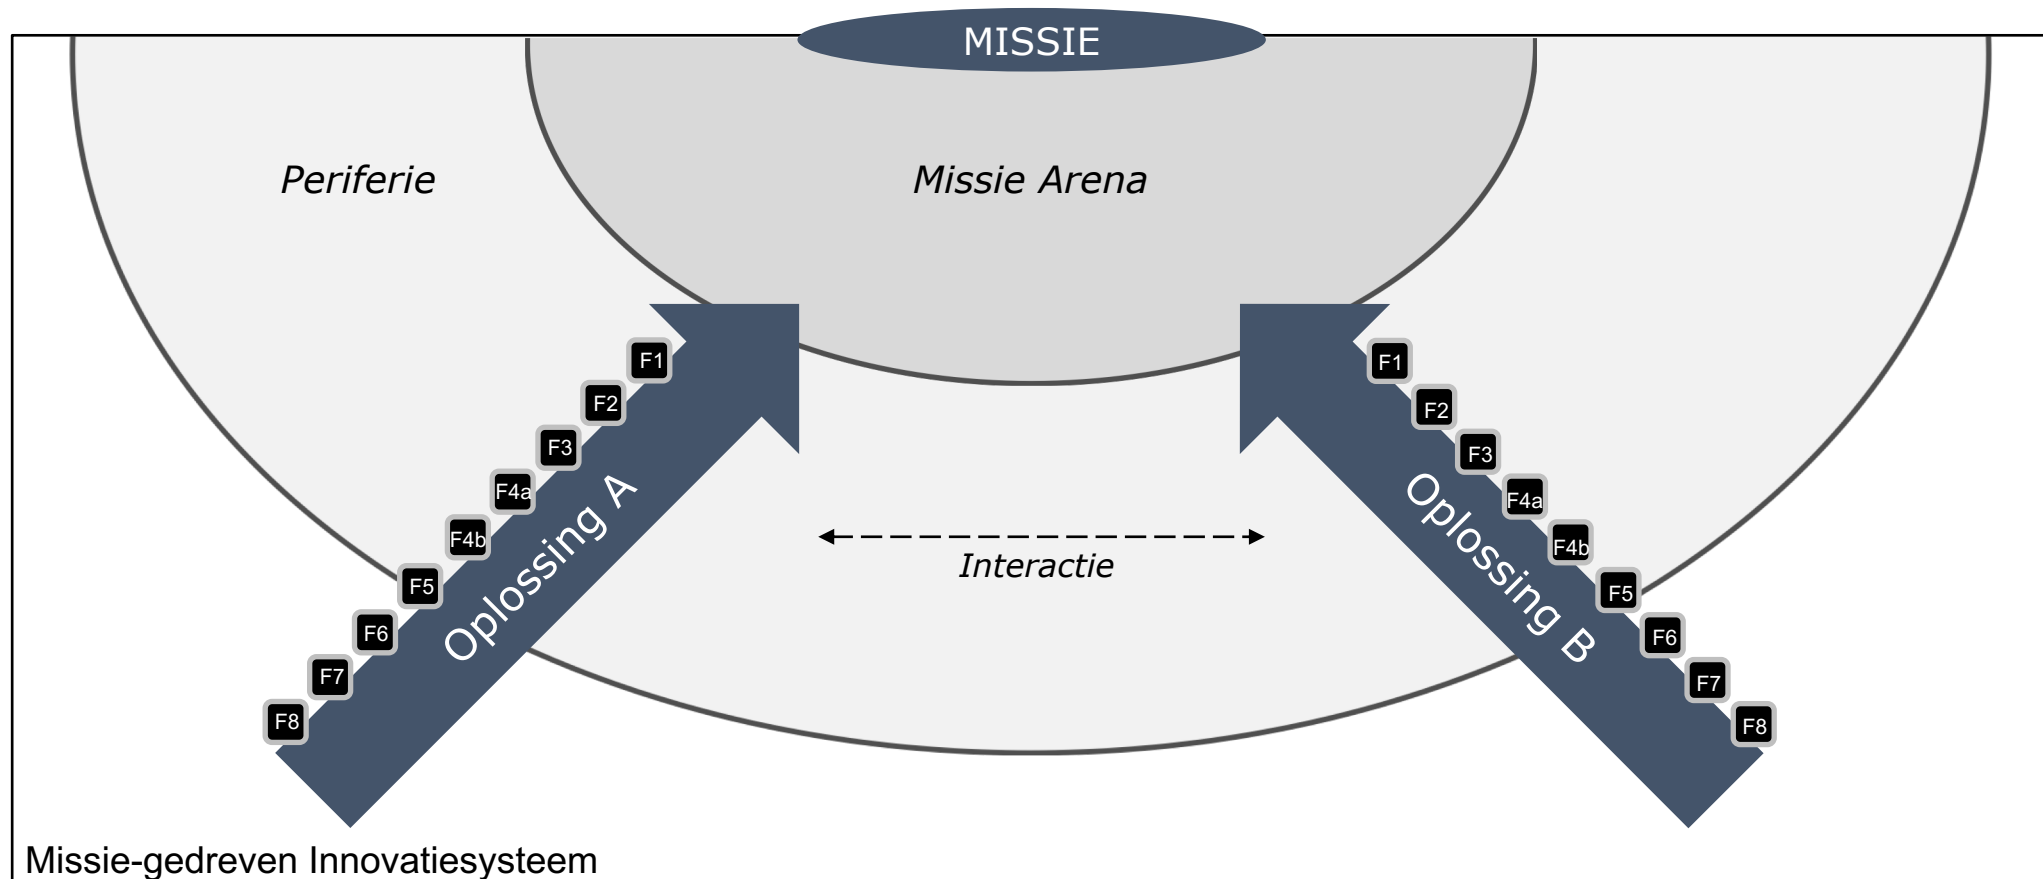 MISSIE
Periferie
Missie Arena
F1
F2
F3
F4a
F4b
F5
F6
F7
F8
Oplossing A
Interactie
F1
F2
F3
F4a
F4b
F5
F6
F7
F8
Oplossing B
Missie-gedreven Innovatiesysteem